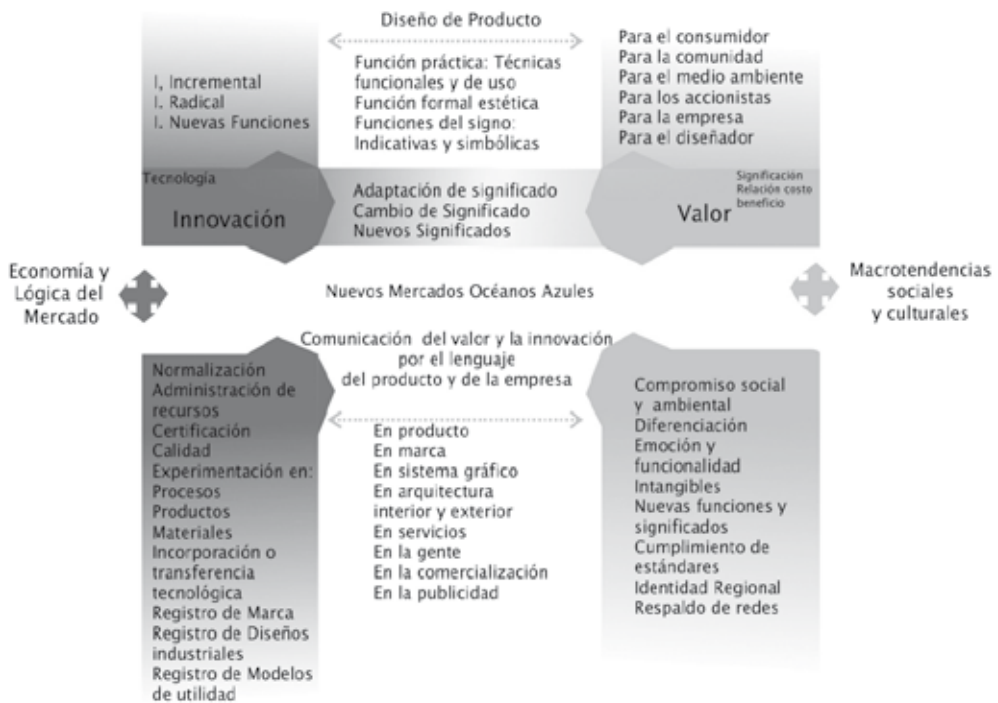 Diseño de Producto
I, Incremental
I. Radical
I. Nuevas Funciones
Función práctica: Técnicas
funcionales y de uso
Función formal estética
Funciones del signo:
Indicativas y simbólicas
Para el consumidor
Para la comunidad
Para el medio ambiente
Para los accionistas
Para la empresa
Para el diseñador
Tecnología
Innovación
Adaptación de significado
Cambio de Significado
Nuevos Significados
Valor
Significación
Relación costo
beneficio
Economía y
Lógica del
Mercado
Nuevos Mercados Océanos Azules
Macrotendencias
sociales
y culturales
Comunicación del valor y la innovación
por el lenguaje
del producto y de la empresa
Normalización
Administración de
recursos
Certificación
Calidad
Experimentación en:
Procesos
Productos
Materiales
Incorporación o
transferencia
tecnológica
Registro de Marca
Registro de Diseños
industriales
Registro de Modelos
de utilidad
En producto
En marca
En sistema gráfico
En arquitectura
interior y exterior
En servicios
En la gente
En la comercialización
En la publicidad
Compromiso social
y ambiental
Diferenciación
Emoción y
funcionalidad
Intangibles
Nuevas funciones y
significados
Cumplimiento de
estándares
Identidad Regional
Respaldo de redes